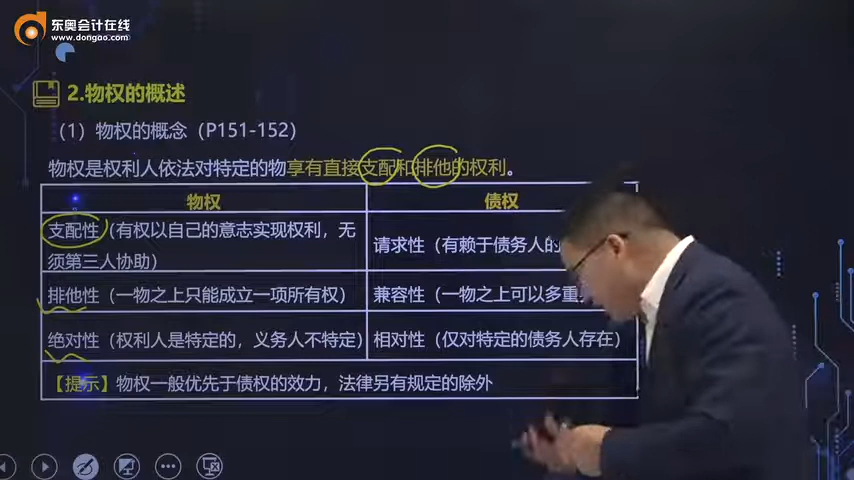 东奥会计在线
www.dongao.com
2.物权的概述
（1）物权的概念（P151-152）
物权是权利人依法对特定的物享有直接支配和排他的权利。
物权
债权
支配性（有权以自己的意志实现权利，无
须第三人协助）
请求性（有赖于债务人的
排他性（一物之上只能成立一项所有权）
兼容性（一物之上可以多重
绝对性（权利人是特定的，义务人不特定）
相对性（仅对特定的债务人存在）
【提示】物权一般优先于债权的效力，法律另有规定的除外